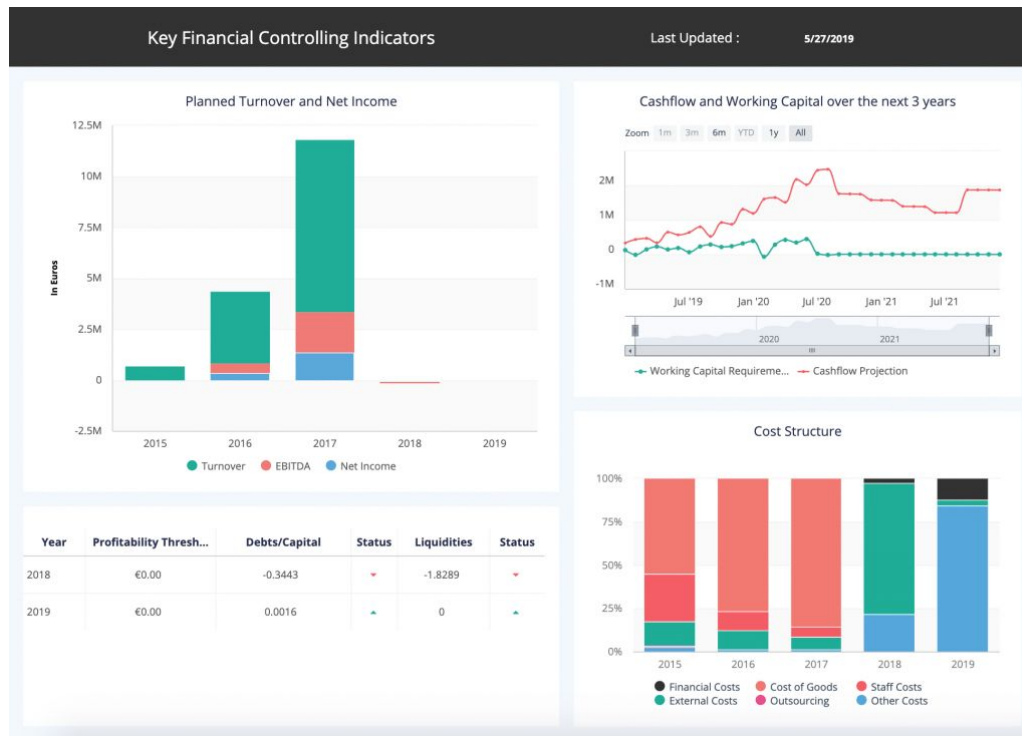 Key Financial Controlling Indicators
Last Updated : 5/27/2019
Planned Turnover and Net Income
12.5M
10M
7.5M
5M
2.5M
0
-2.5M
In Euros
2015 2016 2017 2018 2019
Turnover EBITDA Net Income
Cashflow and Working Capital over the next 3 years
Zoom 1m 3m 6m YTD 1y All
2M
1M
0
-1M
Jul '19 Jan '20 Jul '20 Jan '21 Jul '21
2020 2021
Working Capital Requireme... Cashflow Projection
Year Profitability Thresh... Debts/Capital Status Liquidities Status
2018 €0.00 -0.3443 -1.8289
2019 €0.00 0.0016 0
Cost Structure
100%
75%
50%
25%
0%
2015 2016 2017 2018 2019
Financial Costs Cost of Goods Staff Costs
External Costs Outsourcing Other Costs